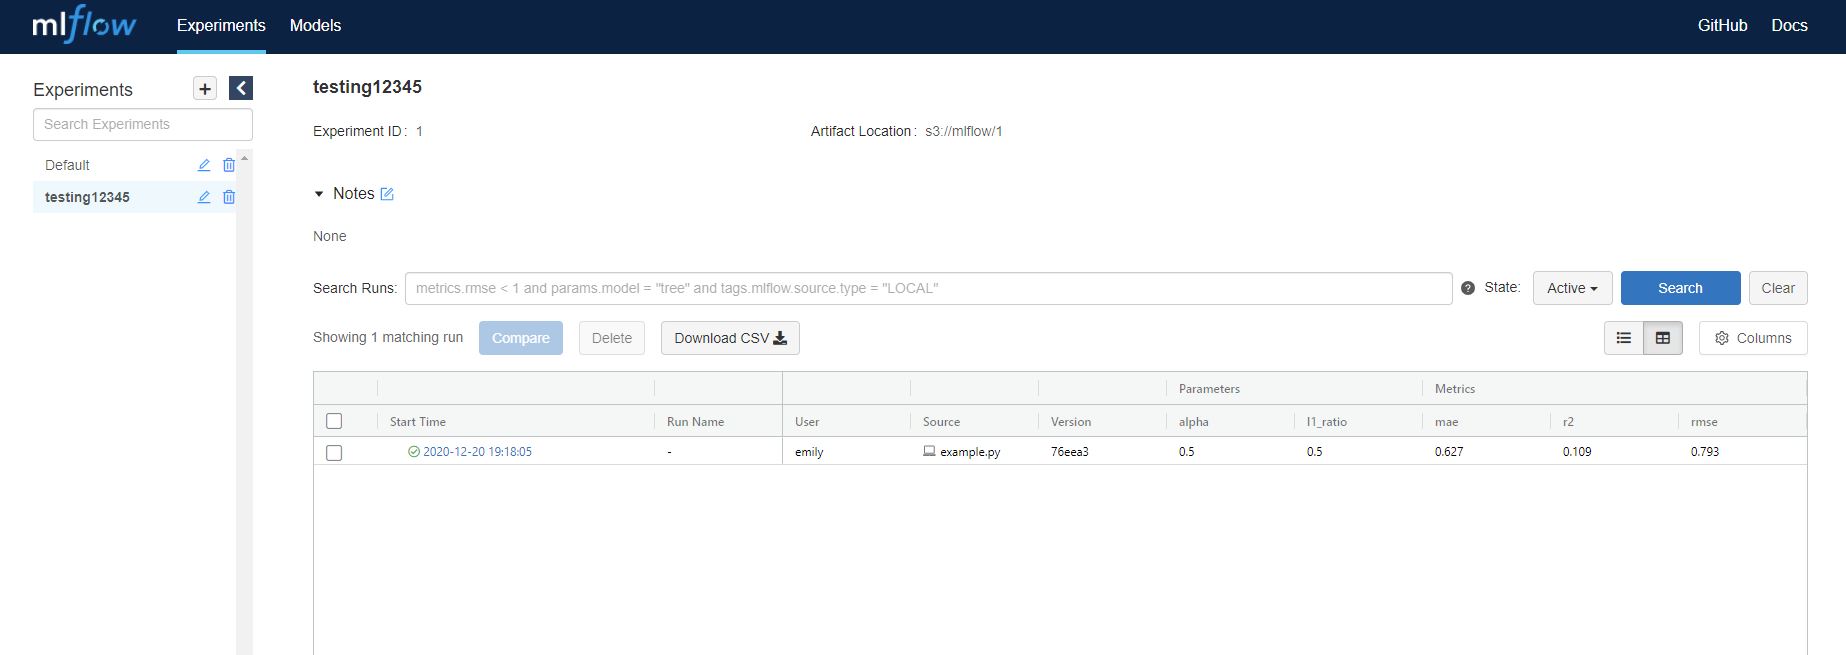 mlflow Experiments Models GitHub Docs
Experiments
Search Experiments
Default
testing12345
testing12345
Experiment ID: 1 Artifact Location: s3://mlflow/1
Notes
None
Search Runs: metrics.rmse < 1 and params.model = "tree" and tags.mlflow.source.type = "LOCAL" ? State: Active Search Clear
Showing 1 matching run Compare Delete Download CSV Columns
Parameters Metrics
Start Time Run Name User Source Version alpha l1_ratio mae r2 rmse
2020-12-20 19:18:05 - emily example.py 76eea3 0.5 0.5 0.627 0.109 0.793